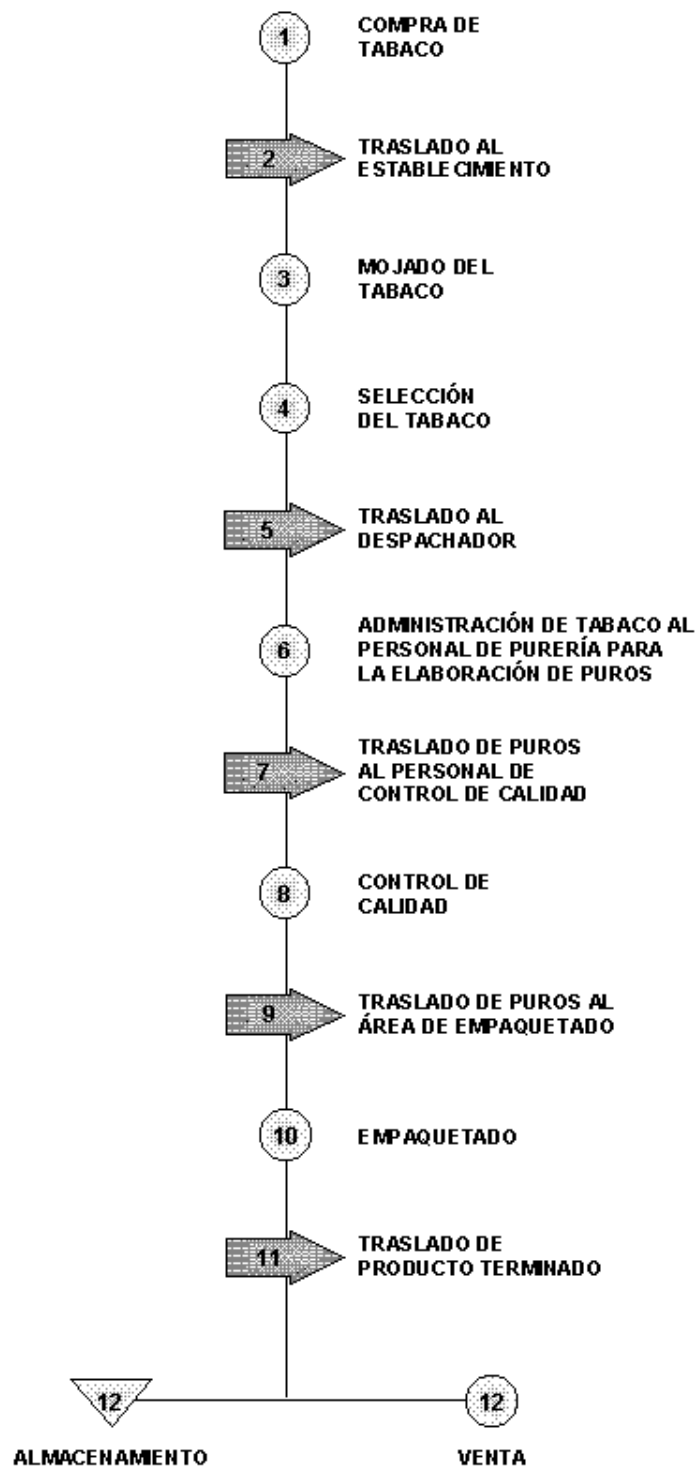 1
COMPRA DE
TABACO
2
TRASLADO AL
ESTABLECIMIENTO
3
MOJADO DEL
TABACO
4
SELECCIÓN
DEL TABACO
5
TRASLADO AL
DESPACHADOR
6
ADMINISTRACIÓN DE TABACO AL
PERSONAL DE PURERÍA PARA
LA ELABORACIÓN DE PUROS
7
TRASLADO DE PUROS
AL PERSONAL DE
CONTROL DE CALIDAD
8
CONTROL DE
CALIDAD
9
TRASLADO DE PUROS AL
ÁREA DE EMPAQUETADO
10
EMPAQUETADO
11
TRASLADO DE
PRODUCTO TERMINADO
12
ALMACENAMIENTO
12
VENTA